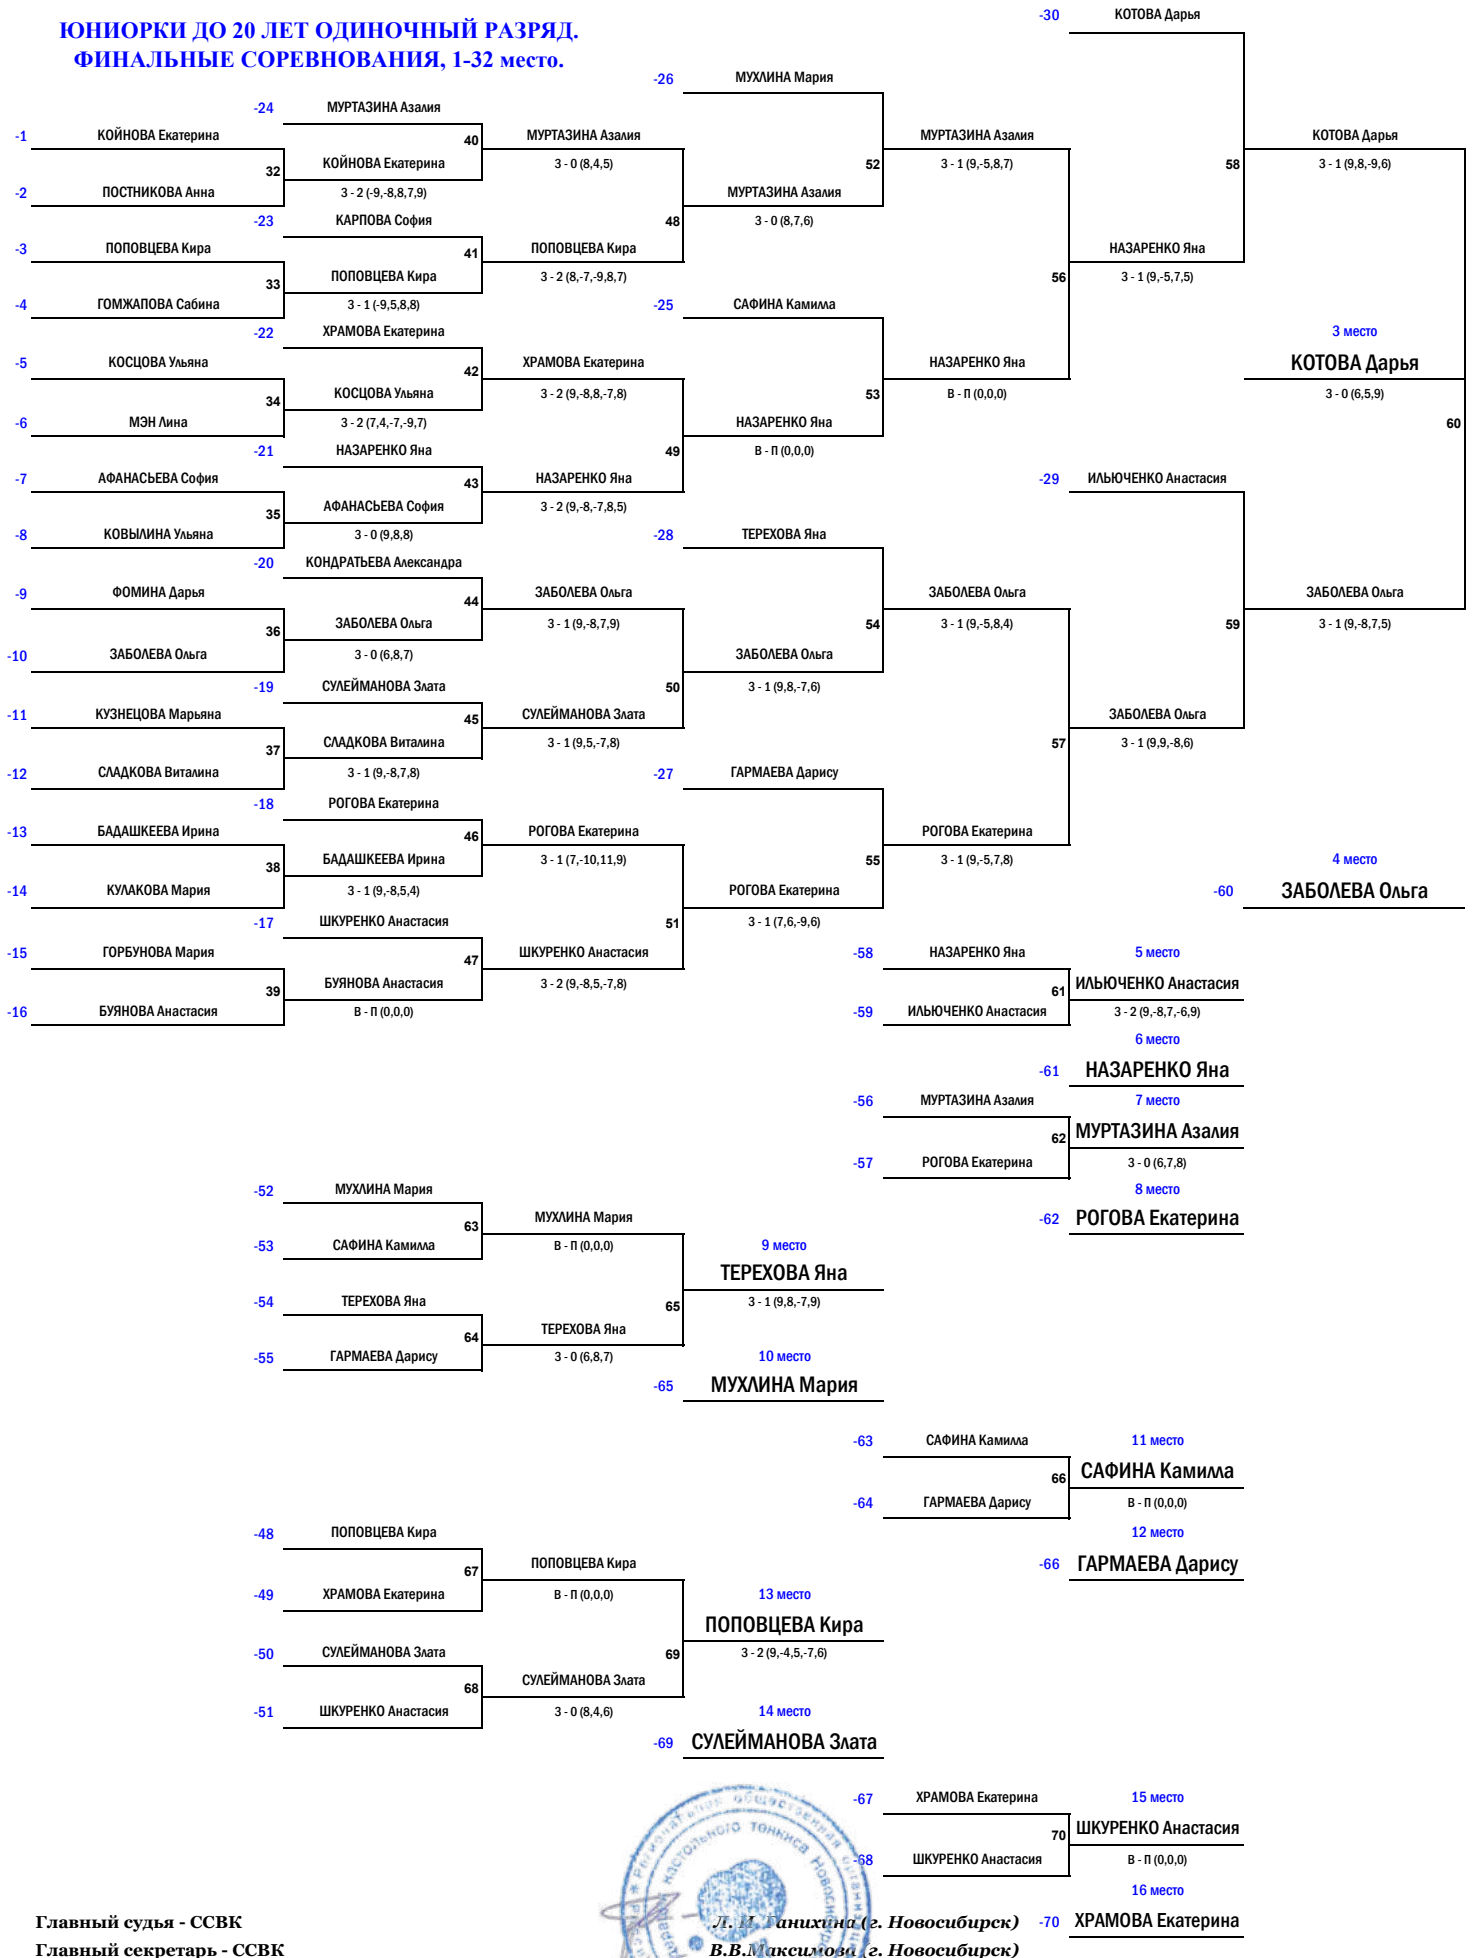 -30 КОТОВА Дарья
ЮНИОРКИ ДО 20 ЛЕТ ОДИНОЧНЫЙ РАЗРЯД.
ФИНАЛЬНЫЕ СОРЕВНОВАНИЯ, 1-32 место.
-26 МУХЛИНА Мария
-24 МУРТАЗИНА Азалия
-1 КОЙНОВА Екатерина 40 МУРТАЗИНА Азалия МУРТАЗИНА Азалия КОТОВА Дарья
32 КОЙНОВА Екатерина 3 - 0 (8,4,5) 52 3 - 1 (9,-5,8,7) 58 3 - 1 (9,8,-9,6)
-2 ПОСТНИКОВА Анна 3 - 2 (-9,-8,8,7,9) МУРТАЗИНА Азалия
-23 КАРПОВА София 48 3 - 0 (8,7,6)
-3 ПОПОВЦЕВА Кира 41 ПОПОВЦЕВА Кира НАЗАРЕНКО Яна
33 ПОПОВЦЕВА Кира 3 - 2 (8,-7,-9,8,7) 56 3 - 1 (9,-5,7,5)
-4 ГОМЖАПОВА Сабина 3 - 1 (-9,5,8,8) -25 САФИНА Камилла
-22 ХРАМОВА Екатерина 3 место
-5 КОСЦОВА Ульяна 42 ХРАМОВА Екатерина НАЗАРЕНКО Яна КОТОВА Дарья
34 КОСЦОВА Ульяна 3 - 2 (9,-8,8,-7,8) 53 В - П (0,0,0) 3 - 0 (6,5,9)
-6 МЭН Лина 3 - 2 (7,4,-7,-9,7) НАЗАРЕНКО Яна 60
-21 НАЗАРЕНКО Яна 49 В - П (0,0,0)
-7 АФАНАСЬЕВА София 43 НАЗАРЕНКО Яна -29 ИЛЬЮЧЕНКО Анастасия
35 АФАНАСЬЕВА София 3 - 2 (9,-8,-7,8,5)
-8 КОВЫЛИНА Ульяна 3 - 0 (9,8,8) -28 ТЕРЕХОВА Яна
-20 КОНДРАТЬЕВА Александра
-9 ФОМИНА Дарья 44 ЗАБОЛЕВА Ольга ЗАБОЛЕВА Ольга ЗАБОЛЕВА Ольга
36 ЗАБОЛЕВА Ольга 3 - 1 (9,-8,7,9) 54 3 - 1 (9,-5,8,4) 59 3 - 1 (9,-8,7,5)
-10 ЗАБОЛЕВА Ольга 3 - 0 (6,8,7) ЗАБОЛЕВА Ольга
-19 СУЛЕЙМАНОВА Злата 50 3 - 1 (9,8,-7,6)
-11 КУЗНЕЦОВА Марьяна 45 СУЛЕЙМАНОВА Злата ЗАБОЛЕВА Ольга
37 СЛАДКОВА Виталина 3 - 1 (9,5,-7,8) 57 3 - 1 (9,9,-8,6)
-12 СЛАДКОВА Виталина 3 - 1 (9,-8,7,8) -27 ГАРМАЕВА Дарису
-18 РОГОВА Екатерина
-13 БАДАШКЕЕВА Ирина 46 РОГОВА Екатерина РОГОВА Екатерина
38 БАДАШКЕЕВА Ирина 3 - 1 (7,-10,11,9) 55 3 - 1 (9,-5,7,8) 4 место
-14 КУЛАКОВА Мария 3 - 1 (9,-8,5,4) РОГОВА Екатерина -60 ЗАБОЛЕВА Ольга
-17 ШКУРЕНКО Анастасия 51 3 - 1 (7,6,-9,6)
-15 ГОРБУНОВА Мария 47 ШКУРЕНКО Анастасия -58 НАЗАРЕНКО Яна 5 место
39 БУЯНОВА Анастасия 3 - 2 (9,-8,5,-7,8) 61 ИЛЬЮЧЕНКО Анастасия
-16 БУЯНОВА Анастасия В - П (0,0,0) -59 ИЛЬЮЧЕНКО Анастасия 3 - 2 (9,-8,7,-6,9)
6 место
-61 НАЗАРЕНКО Яна
-56 МУРТАЗИНА Азалия 7 место
62 МУРТАЗИНА Азалия
-57 РОГОВА Екатерина 3 - 0 (6,7,8)
-52 МУХЛИНА Мария 8 место
63 МУХЛИНА Мария -62 РОГОВА Екатерина
-53 САФИНА Камилла В - П (0,0,0) 9 место
ТЕРЕХОВА Яна
-54 ТЕРЕХОВА Яна 65 3 - 1 (9,8,-7,9)
64 ТЕРЕХОВА Яна
-55 ГАРМАЕВА Дарису 3 - 0 (6,8,7) 10 место
-65 МУХЛИНА Мария
-63 САФИНА Камилла 11 место
66 САФИНА Камилла
-64 ГАРМАЕВА Дарису В - П (0,0,0)
-48 ПОПОВЦЕВА Кира 12 место
67 ПОПОВЦЕВА Кира -66 ГАРМАЕВА Дарису
-49 ХРАМОВА Екатерина В - П (0,0,0) 13 место
ПОПОВЦЕВА Кира
-50 СУЛЕЙМАНОВА Злата 69 3 - 2 (9,-4,5,-7,6)
68 СУЛЕЙМАНОВА Злата
-51 ШКУРЕНКО Анастасия 3 - 0 (8,4,6) 14 место
-69 СУЛЕЙМАНОВА Злата
-67 ХРАМОВА Екатерина 15 место
70 ШКУРЕНКО Анастасия
-68 ШКУРЕНКО Анастасия В - П (0,0,0)
16 место
Главный судья - ССВК Л. И. Ганихина (г. Новосибирск) -70 ХРАМОВА Екатерина
Главный секретарь - ССВК В.В.Максимова (г. Новосибирск)